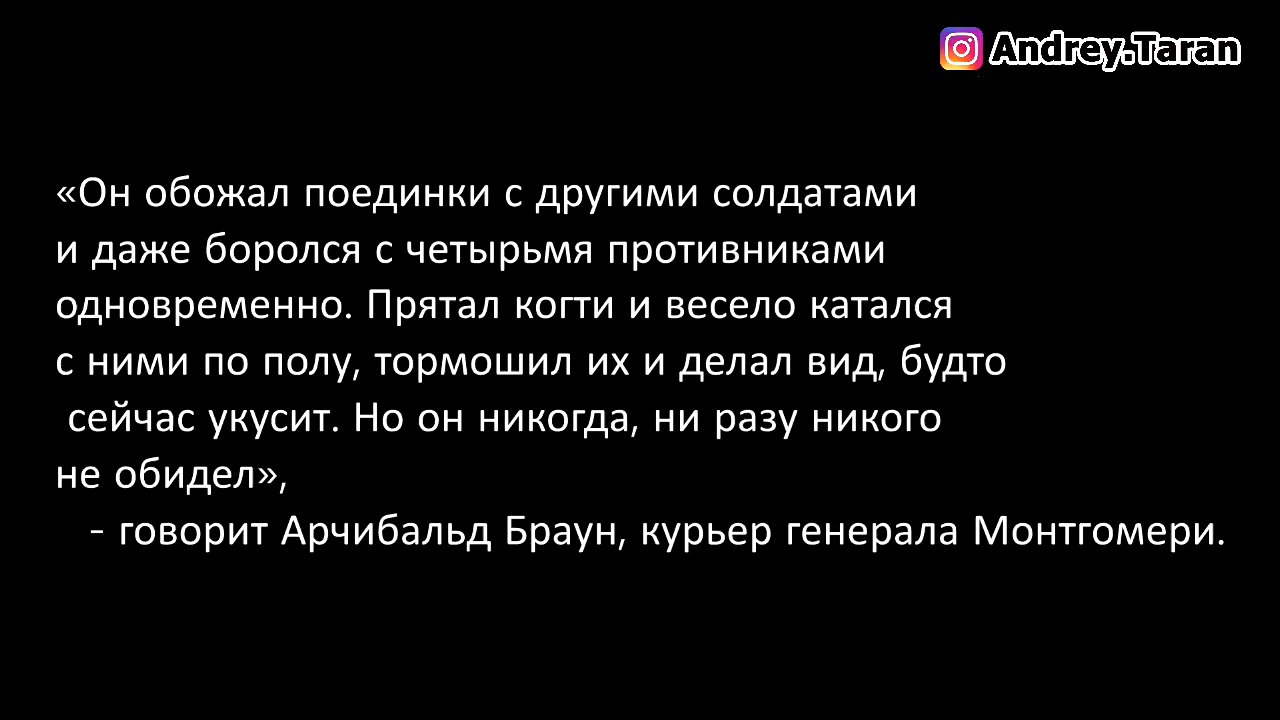 Andrey.Taran
«Он обожал поединки с другими солдатами
и даже боролся с четырьмя противниками
одновременно. Прятал когти и весело катался
с ними по полу, тормошил их и делал вид, будто
сейчас укусит. Но он никогда, ни разу никого
не обидел»,
- говорит Арчибальд Браун, курьер генерала Монтгомери.